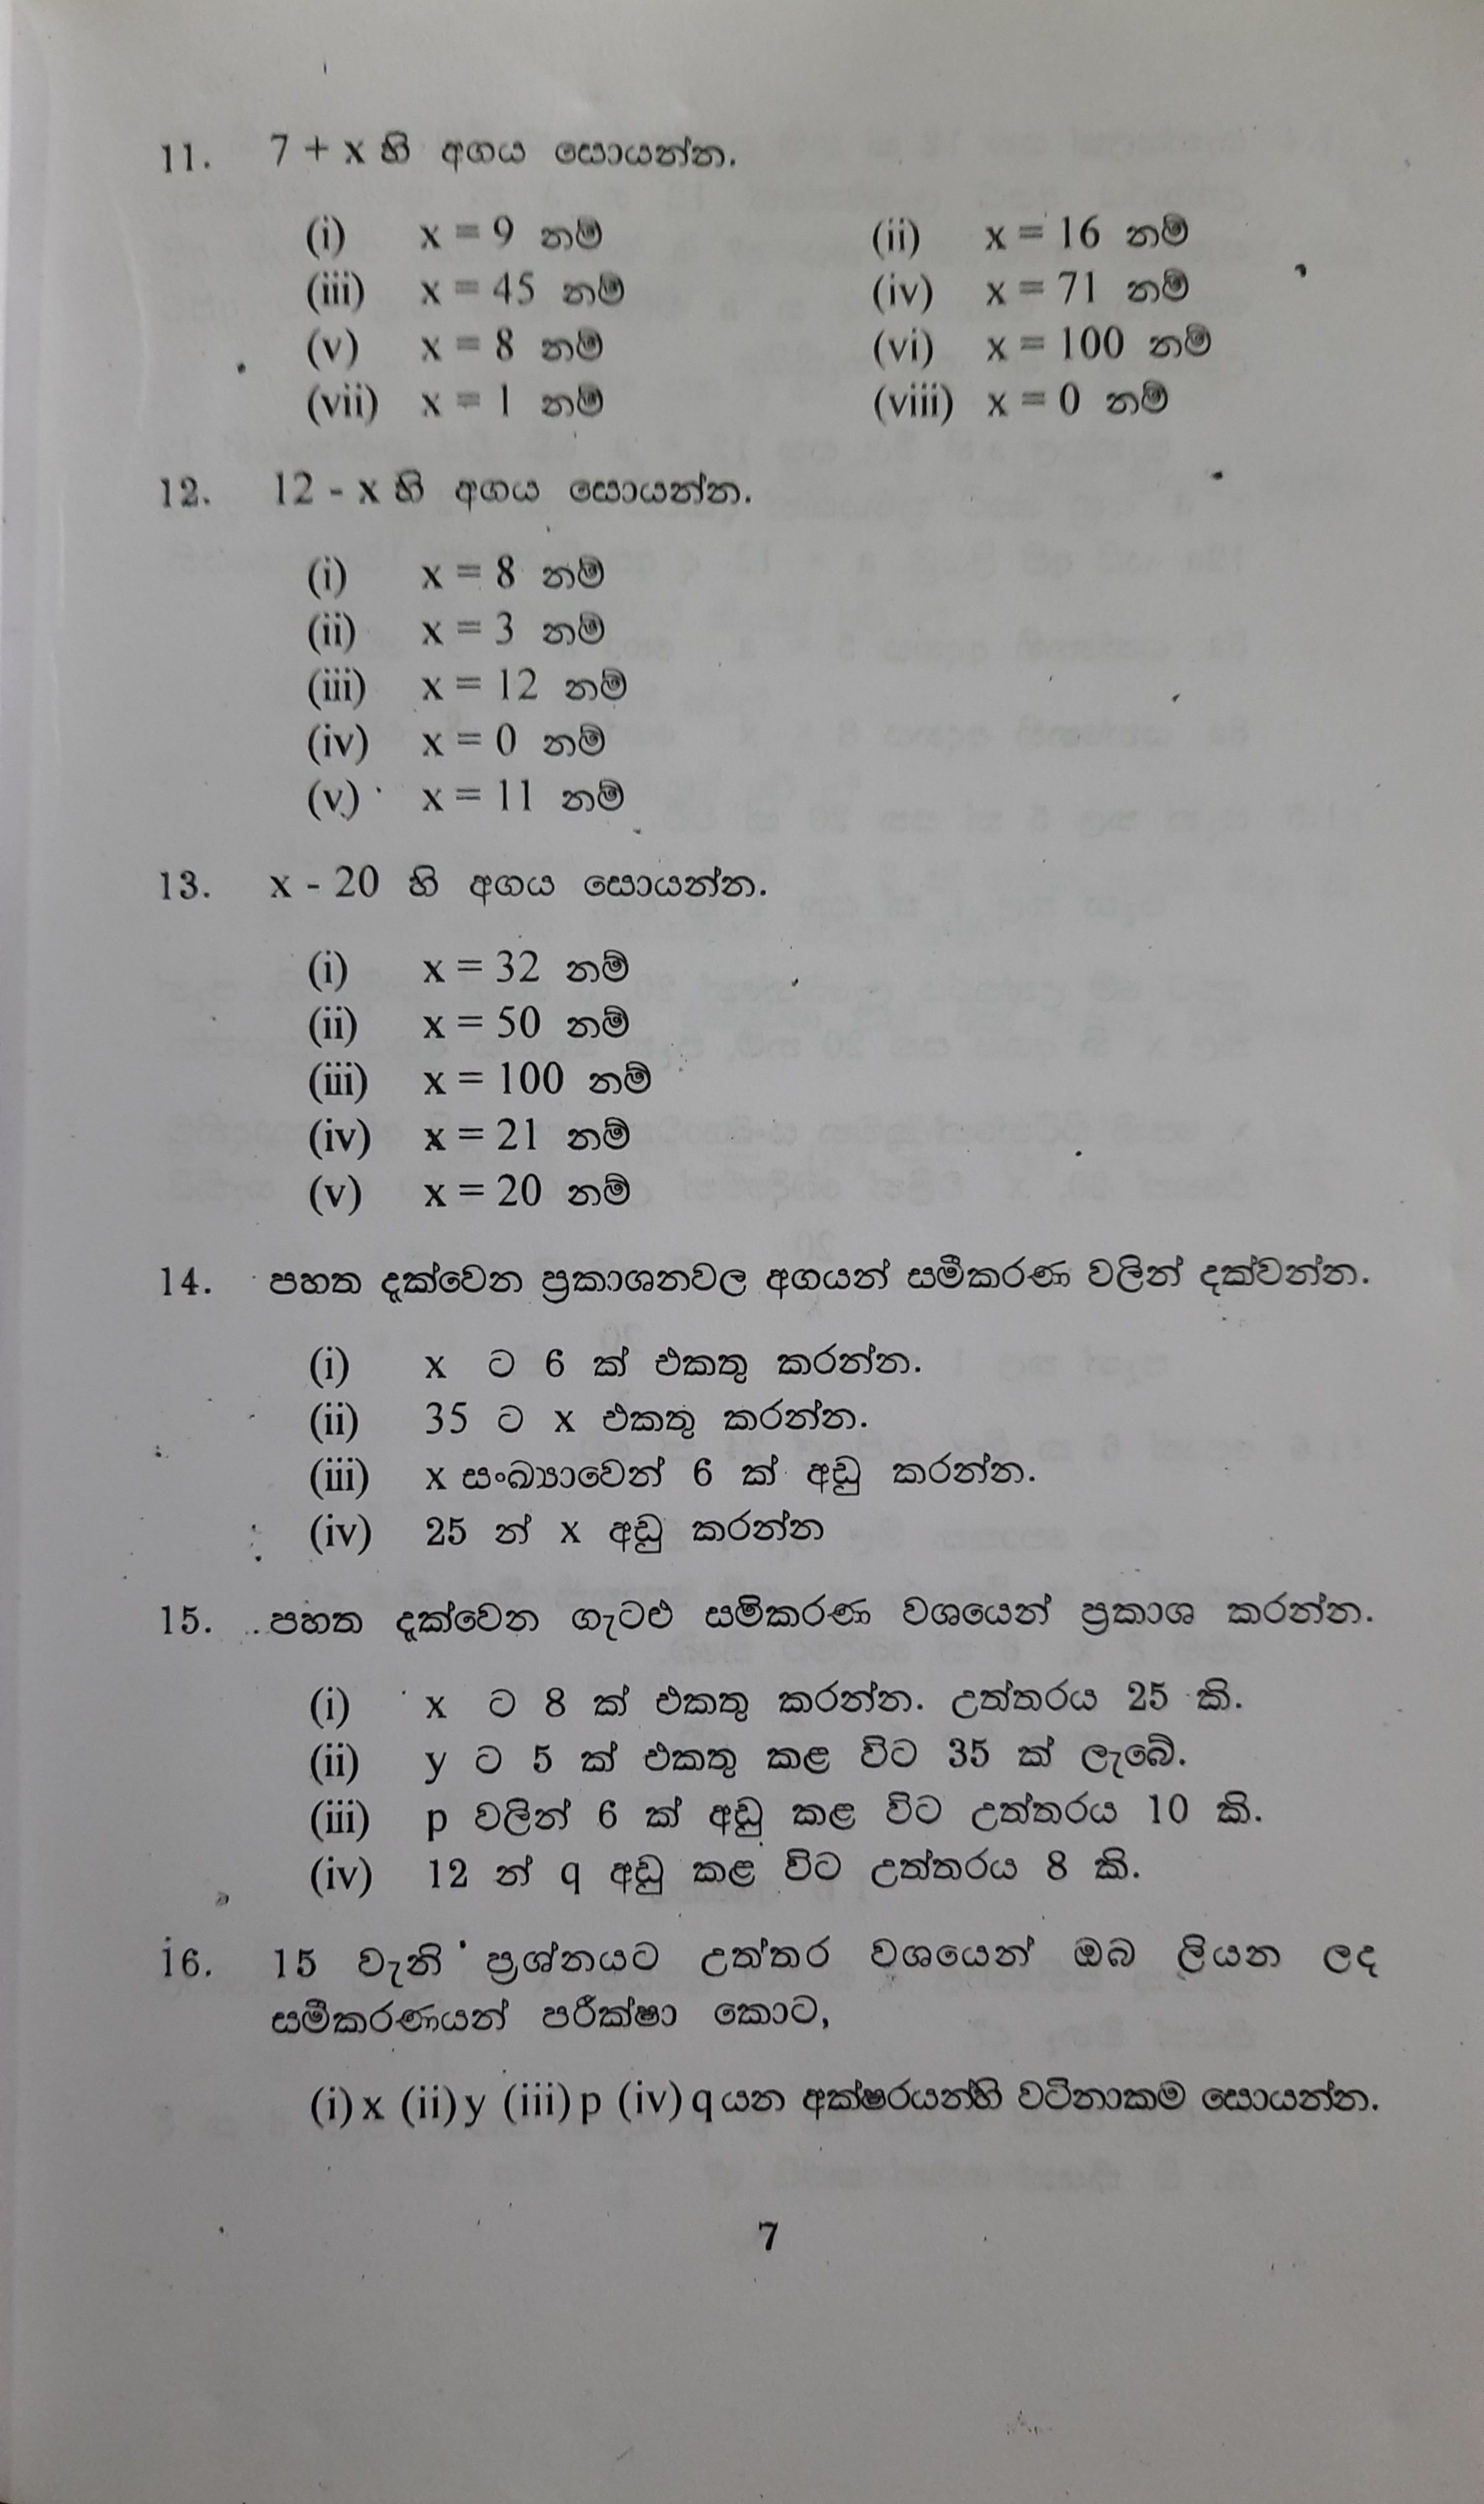 11. 7 + x හි අගය සොයන්න.
(i) x = 9 නම් (ii) x = 16 නම්
(iii) x = 45 නම් (iv) x = 71 නම්
(v) x = 8 නම් (vi) x = 100 නම්
(vii) x = 1 නම් (viii) x = 0 නම්
12. 12 - x හි අගය සොයන්න.
(i) x = 8 නම්
(ii) x = 3 නම්
(iii) x = 12 නම්
(iv) x = 0 නම්
(v) x = 11 නම්
13. x - 20 හි අගය සොයන්න.
(i) x = 32 නම්
(ii) x = 50 නම්
(iii) x = 100 නම්
(iv) x = 21 නම්
(v) x = 20 නම්
14. පහත දැක්වෙන ප්‍රකාශනවල අගයන් සමීකරණ වලින් දක්වන්න.
(i) x ට 6 ක් එකතු කරන්න.
(ii) 35 ට x එකතු කරන්න.
(iii) x සංඛ්‍යාවෙන් 6 ක් අඩු කරන්න.
(iv) 25 න් x අඩු කරන්න
15. පහත දැක්වෙන ගැටළු සමිකරණ වශයෙන් ප්‍රකාශ කරන්න.
(i) x ට 8 ක් එකතු කරන්න. උත්තරය 25 කි.
(ii) y ට 5 ක් එකතු කළ විට 35 ක් ලැබේ.
(iii) p වලින් 6 ක් අඩු කළ විට උත්තරය 10 කි.
(iv) 12 න් q අඩු කළ විට උත්තරය 8 කි.
16. 15 වැනි ප්‍රශ්නයට උත්තර වශයෙන් ඔබ ලියන ලද
සමීකරණයන් පරීක්ෂා කොට,
(i) x (ii) y (iii) p (iv) q යන අක්ෂරයන්හි වටිනාකම සොයන්න.
7